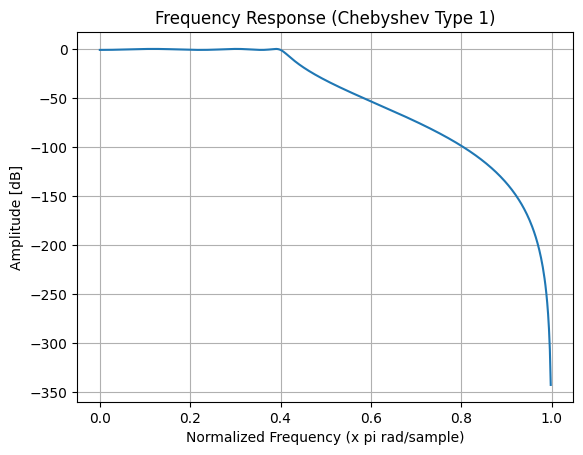 Frequency Response (Chebyshev Type 1)
Amplitude [dB]
0
−50
−100
−150
−200
−250
−300
−350
0.0 0.2 0.4 0.6 0.8 1.0
Normalized Frequency (x pi rad/sample)